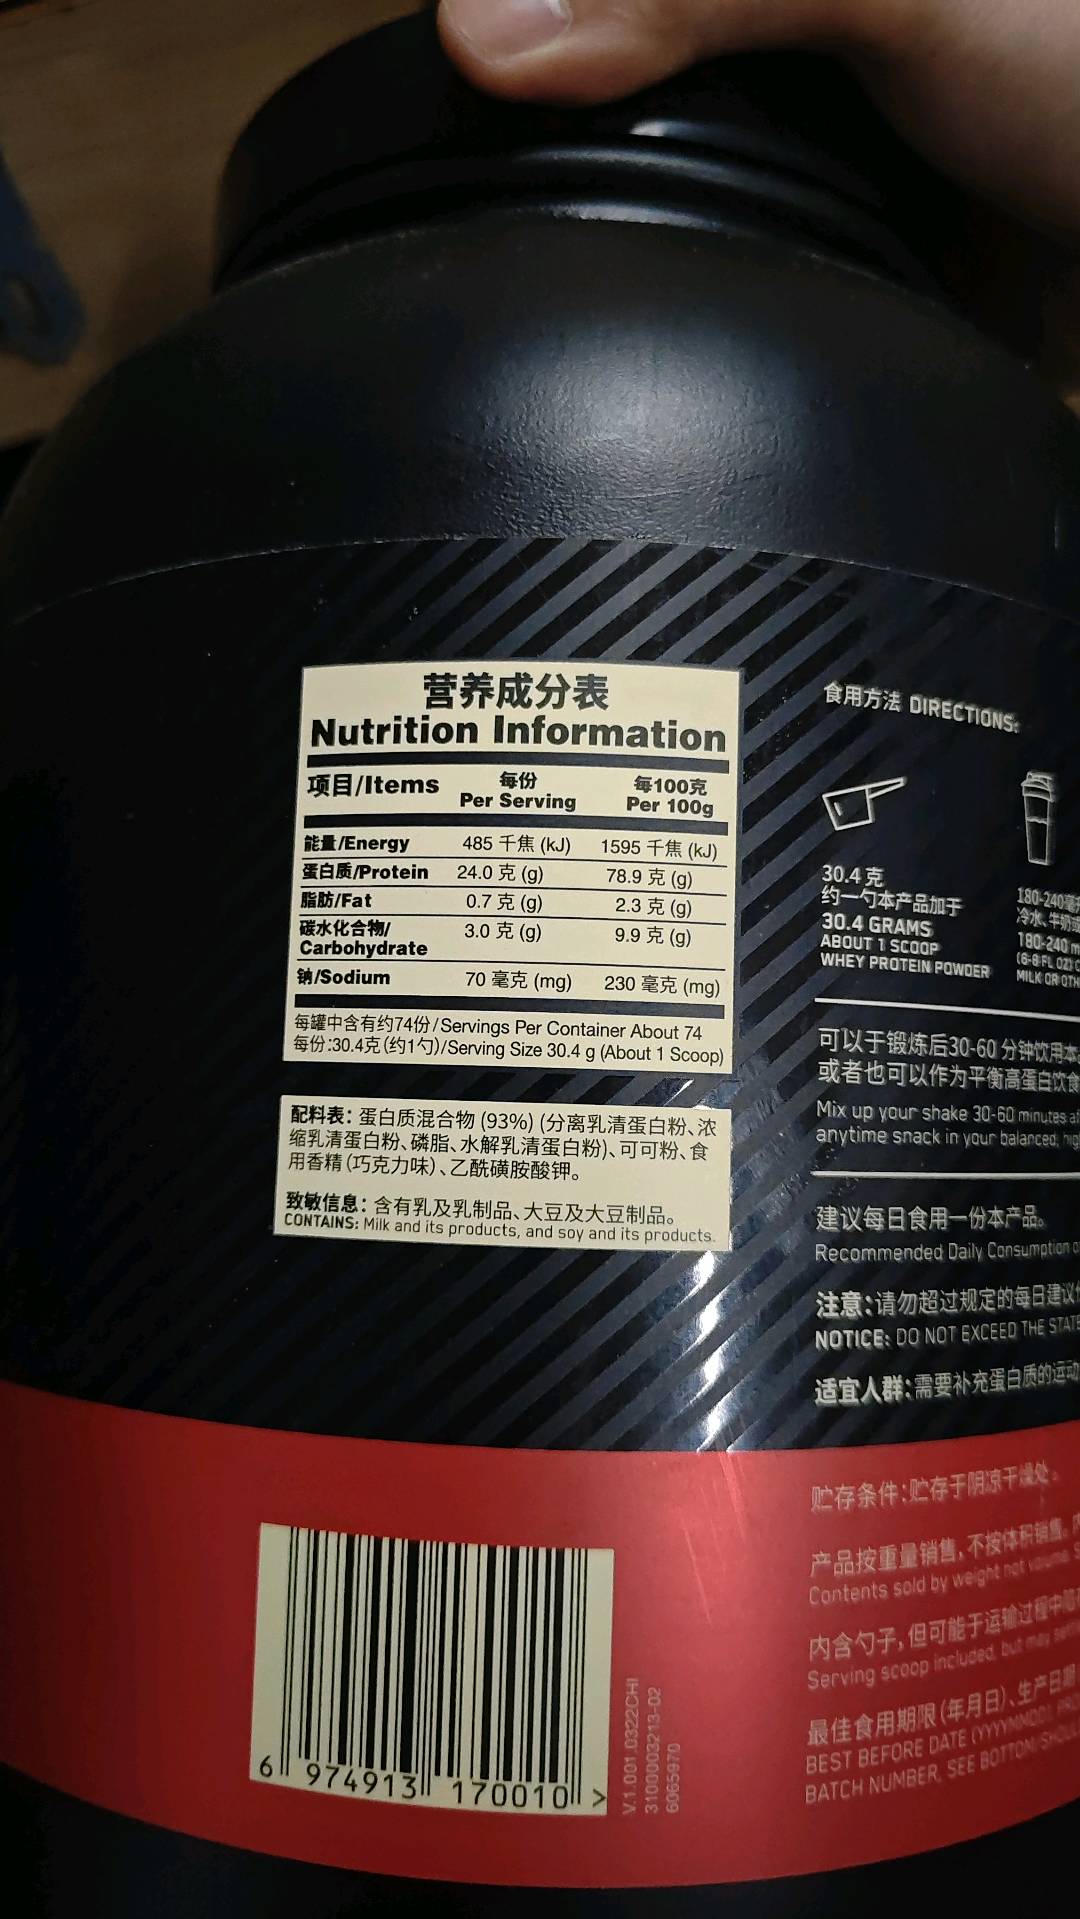 营养成分表
Nutrition Information
项目/Items 每份 Per Serving 每100克 Per 100g
能量/Energy 485 千焦 (kJ) 1595 千焦 (kJ)
蛋白质/Protein 24.0 克 (g) 78.9 克 (g)
脂肪/Fat 0.7 克 (g) 2.3 克 (g)
碳水化合物/ 3.0 克 (g) 9.9 克 (g)
Carbohydrate
钠/Sodium 70 毫克 (mg) 230 毫克 (mg)
每罐中含有约74份/Servings Per Container About 74
每份:30.4克(约1勺)/Serving Size 30.4 g (About 1 Scoop)
配料表: 蛋白质混合物 (93%) (分离乳清蛋白粉、浓
缩乳清蛋白粉、磷脂、水解乳清蛋白粉)、可可粉、食
用香精(巧克力味)、乙酰磺胺酸钾。
致敏信息: 含有乳及乳制品、大豆及大豆制品。
CONTAINS: Milk and its products, and soy and its products.
6 974913 170010 >
V.1.001.0322CHI
3100003213-02
6065970
食用方法 DIRECTIONS:
30.4 克
约一勺本产品加于
30.4 GRAMS
ABOUT 1 SCOOP
WHEY PROTEIN POWDER
180-240毫
冷水、牛奶或
180-240 m
(6-8 FL OZ) C
MILK OR OTH
可以于锻炼后30-60 分钟饮用本
或者也可以作为平衡高蛋白饮食
Mix up your shake 30-60 minutes af
anytime snack in your balanced, hig
建议每日食用一份本产品。
Recommended Daily Consumption o
注意:请勿超过规定的每日建议
NOTICE: DO NOT EXCEED THE STATE
适宜人群:需要补充蛋白质的运动
贮存条件:贮存于阴凉干燥处。
产品按重量销售,不按体积销售。
Contents sold by weight not volume. S
内含勺子,但可能于运输过程中
Serving scoop included, but may
最佳食用期限(年月日)、生产日期
BEST BEFORE DATE (YYYYMMDD),
BATCH NUMBER, SEE BOTTOM.